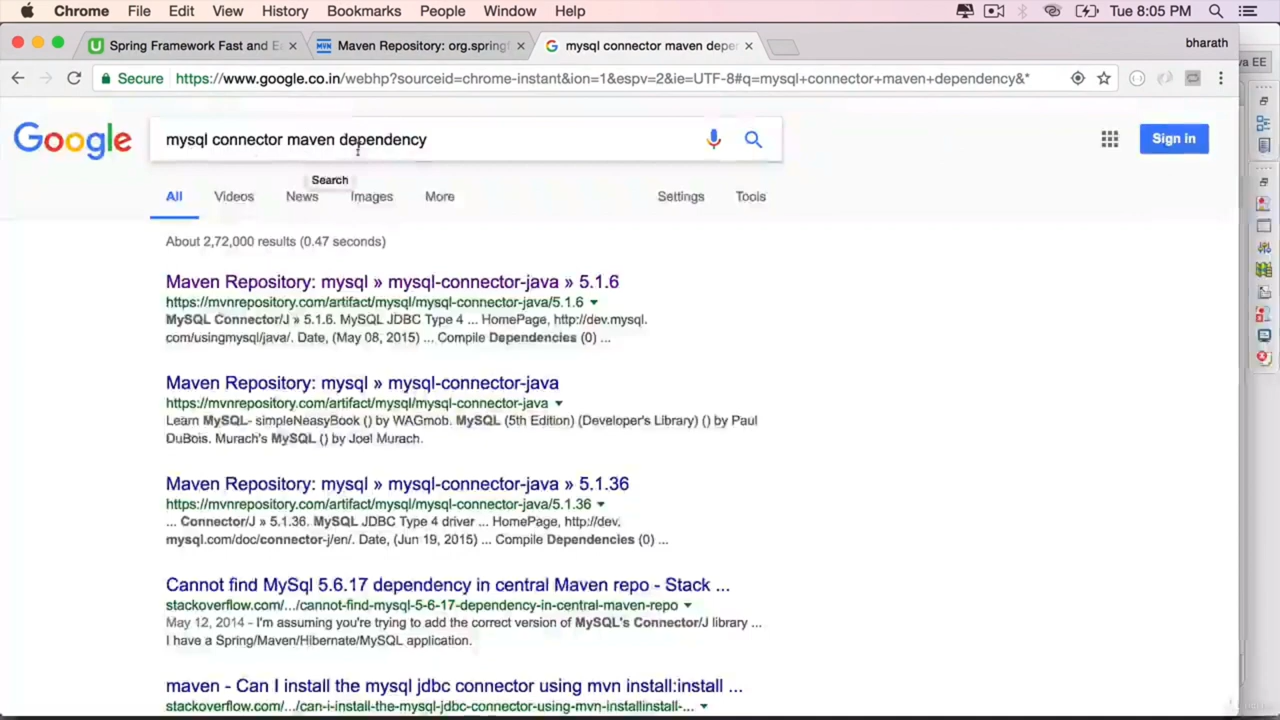 Chrome File Edit View History Bookmarks People Window Help Tue 8:05 PM
Spring Framework Fast and Ea
Maven Repository: org.springf
mysql connector maven depen
bharath
Secure https://www.google.co.in/webhp?sourceid=chrome-instant&ion=1&espv=2&ie=UTF-8#q=mysql+connector+maven+dependency&*
va EE
Google
mysql connector maven dependency
Sign in
Search
All Videos News Images More Settings Tools
About 2,72,000 results (0.47 seconds)
Maven Repository: mysql » mysql-connector-java » 5.1.6
https://mvnrepository.com/artifact/mysql/mysql-connector-java/5.1.6
MySQL Connector/J » 5.1.6. MySQL JDBC Type 4 ... HomePage, http://dev.mysql.
com/usingmysql/java/. Date, (May 08, 2015) ... Compile Dependencies (0) ...
Maven Repository: mysql » mysql-connector-java
https://mvnrepository.com/artifact/mysql/mysql-connector-java
Learn MySQL- simpleNeasyBook () by WAGmob. MySQL (5th Edition) (Developer's Library) () by Paul
DuBois. Murach's MySQL () by Joel Murach.
Maven Repository: mysql » mysql-connector-java » 5.1.36
https://mvnrepository.com/artifact/mysql/mysql-connector-java/5.1.36
... Connector/J » 5.1.36. MySQL JDBC Type 4 driver ... HomePage, http://dev.
mysql.com/doc/connector-j/en/. Date, (Jun 19, 2015) ... Compile Dependencies (0) ...
Cannot find MySql 5.6.17 dependency in central Maven repo - Stack ...
stackoverflow.com/.../cannot-find-mysql-5-6-17-dependency-in-central-maven-repo
May 12, 2014 - I'm assuming you're trying to add the correct version of MySQL's Connector/J library ...
I have a Spring/Maven/Hibernate/MySQL application.
maven - Can I install the mysql jdbc connector using mvn install:install ...
stackoverflow.com/.../can-i-install-the-mysql-jdbc-connector-using-mvn-installinstall-...